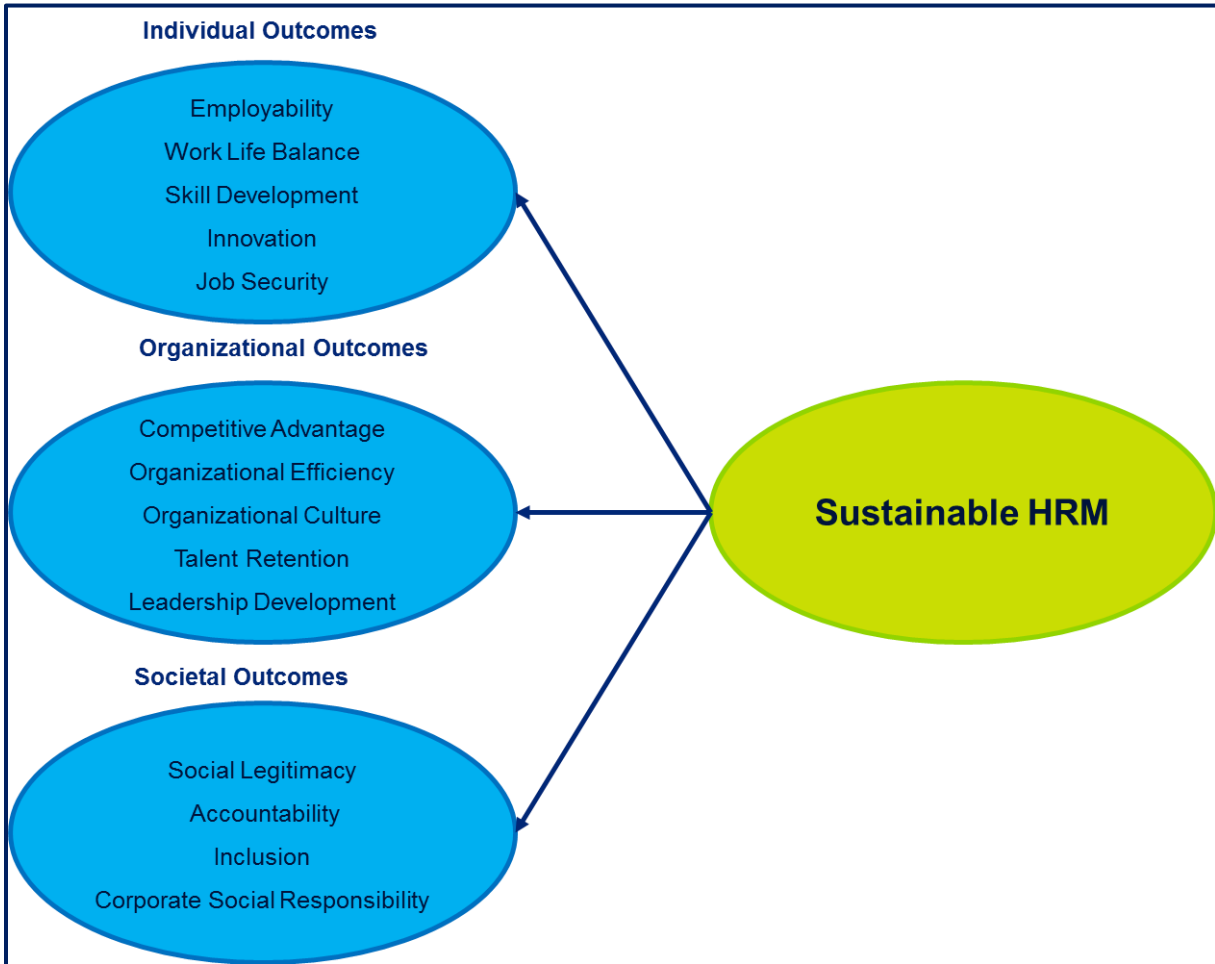 Individual Outcomes
Employability
Work Life Balance
Skill Development
Innovation
Job Security
Organizational Outcomes
Competitive Advantage
Organizational Efficiency
Organizational Culture
Talent Retention
Leadership Development
Sustainable HRM
Societal Outcomes
Social Legitimacy
Accountability
Inclusion
Corporate Social Responsibility